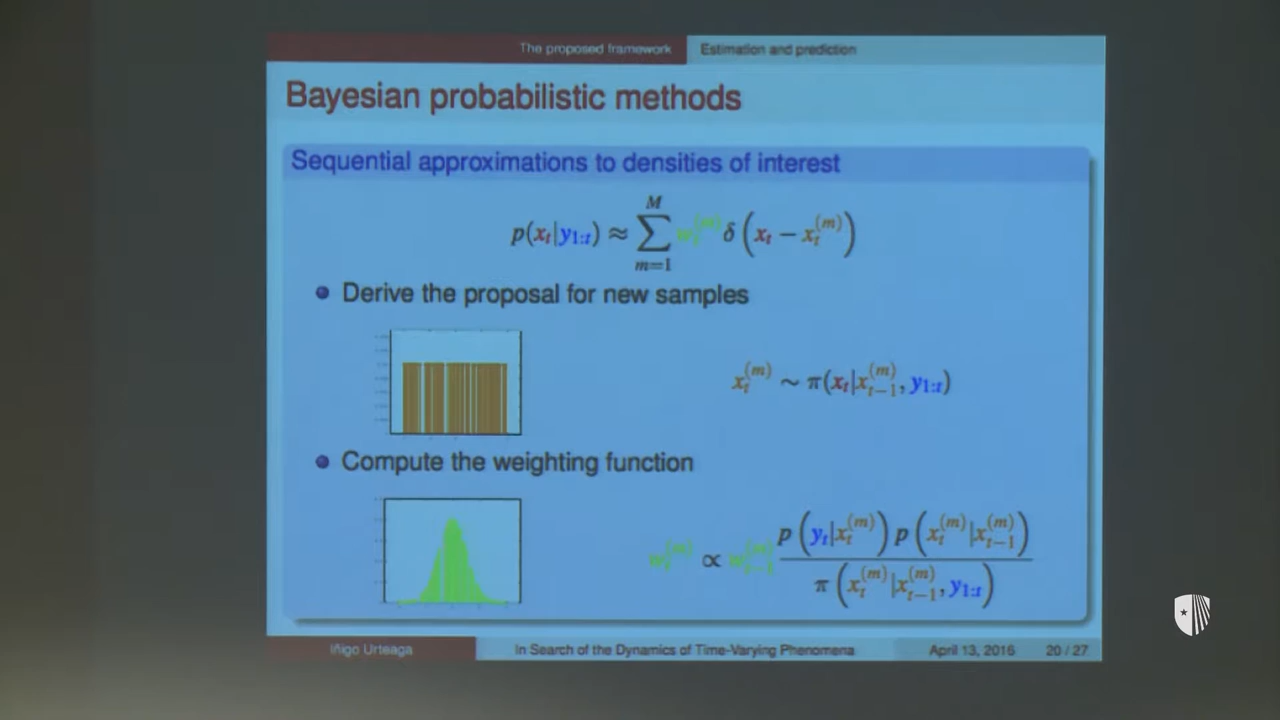 The proposed framework Estimation and prediction
Bayesian probabilistic methods
Sequential approximations to densities of interest
p(x_t|y_{1:t}) ≈ \sum_{m=1}^{M} w_t^{(m)} δ(x_t − x_t^{(m)})
Derive the proposal for new samples
x_t^{(m)} ∼ π(x_t|x_{t−1}^{(m)}, y_{1:t})
Compute the weighting function
w_t^{(m)} ∝ w_{t−1}^{(m)} \frac{p(y_t|x_t^{(m)}) p(x_t^{(m)}|x_{t−1}^{(m)})}{π(x_t^{(m)}|x_{t−1}^{(m)}, y_{1:t})}
Iñigo Urteaga In Search of the Dynamics of Time-Varying Phenomena April 13, 2016 20 / 27